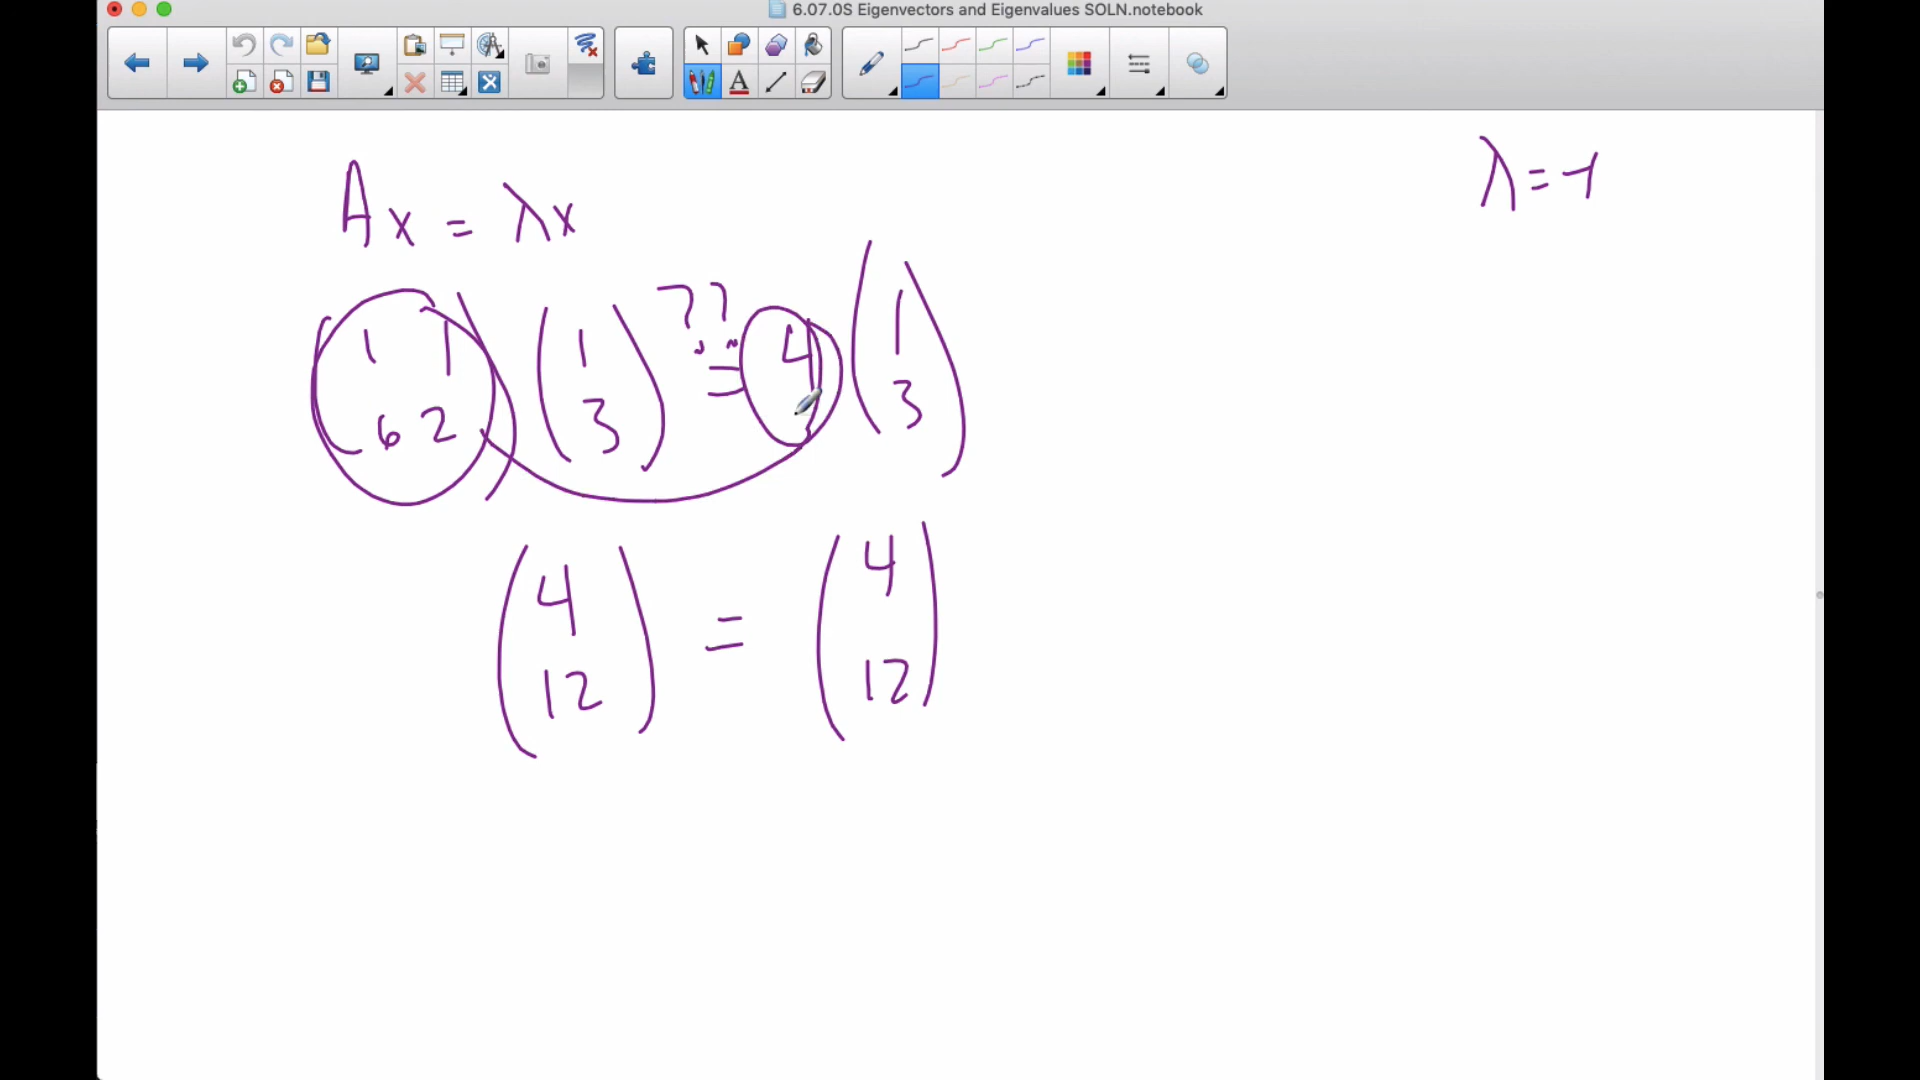 6.07.0S Eigenvectors and Eigenvalues SOLN.notebook
Ax = λx
λ = -1
( 1 1 ) ( 1 ) ?? = 4 ( 1 )
( 6 2 ) ( 3 ) ( 3 )
( 4 ) = ( 4 )
( 12 ) ( 12 )